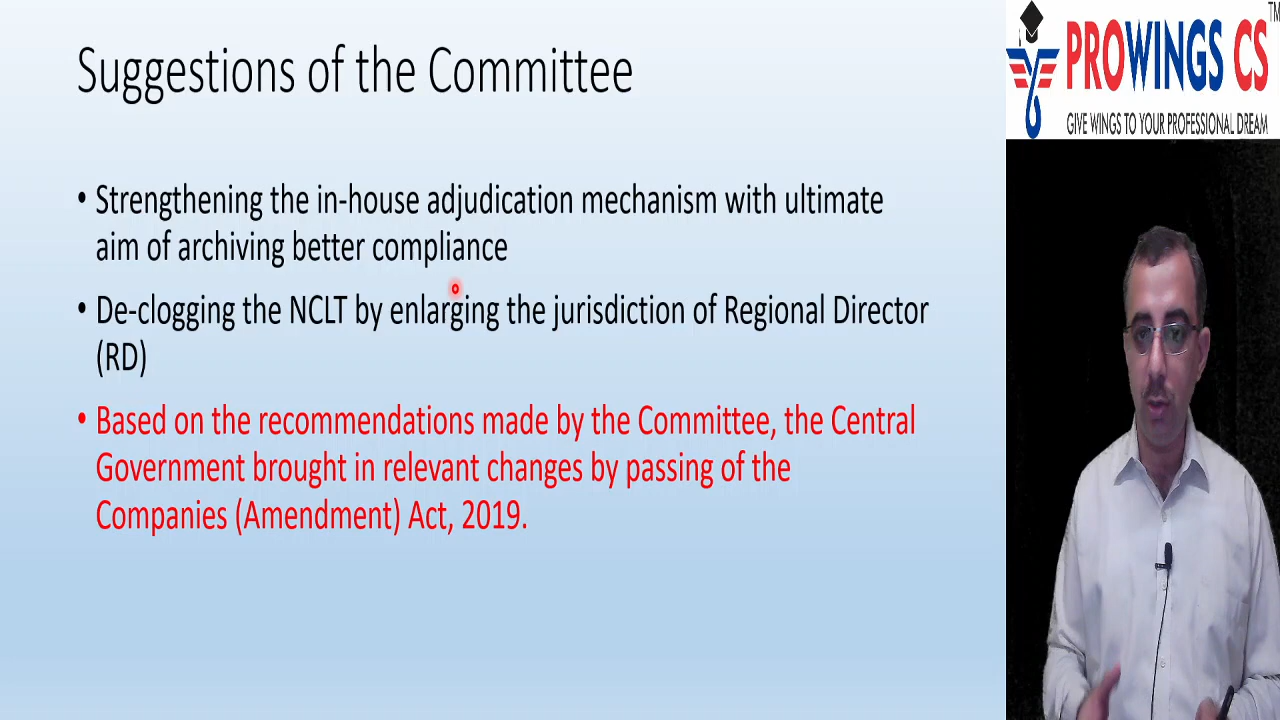 Suggestions of the Committee
• Strengthening the in-house adjudication mechanism with ultimate
aim of archiving better compliance
• De-clogging the NCLT by enlarging the jurisdiction of Regional Director
(RD)
• Based on the recommendations made by the Committee, the Central
Government brought in relevant changes by passing of the
Companies (Amendment) Act, 2019.
PROWINGS CS TM
GIVE WINGS TO YOUR PROFESSIONAL DREAM